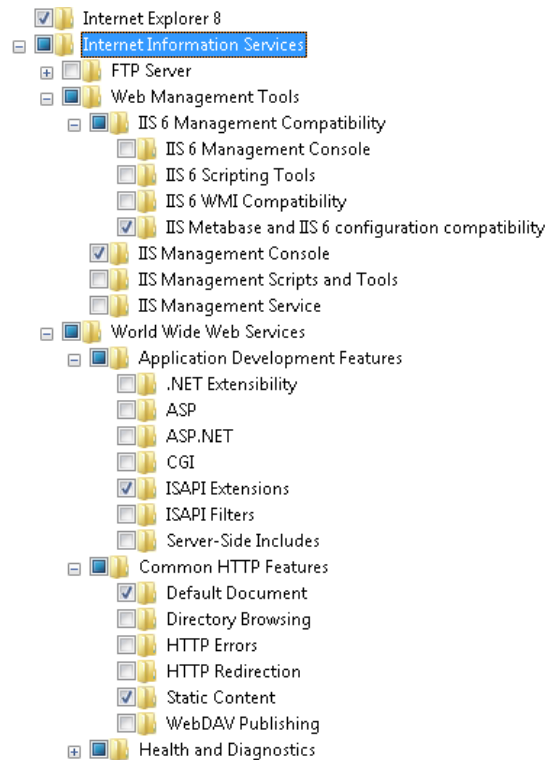 Internet Explorer 8
Internet Information Services
FTP Server
Web Management Tools
IIS 6 Management Compatibility
IIS 6 Management Console
IIS 6 Scripting Tools
IIS 6 WMI Compatibility
IIS Metabase and IIS 6 configuration compatibility
IIS Management Console
IIS Management Scripts and Tools
IIS Management Service
World Wide Web Services
Application Development Features
.NET Extensibility
ASP
ASP.NET
CGI
ISAPI Extensions
ISAPI Filters
Server-Side Includes
Common HTTP Features
Default Document
Directory Browsing
HTTP Errors
HTTP Redirection
Static Content
WebDAV Publishing
Health and Diagnostics